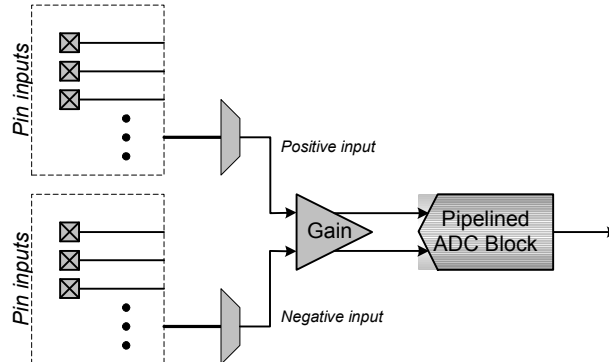 Pin inputs
Positive input
Gain
Pipelined
ADC Block
Pin inputs
Negative input